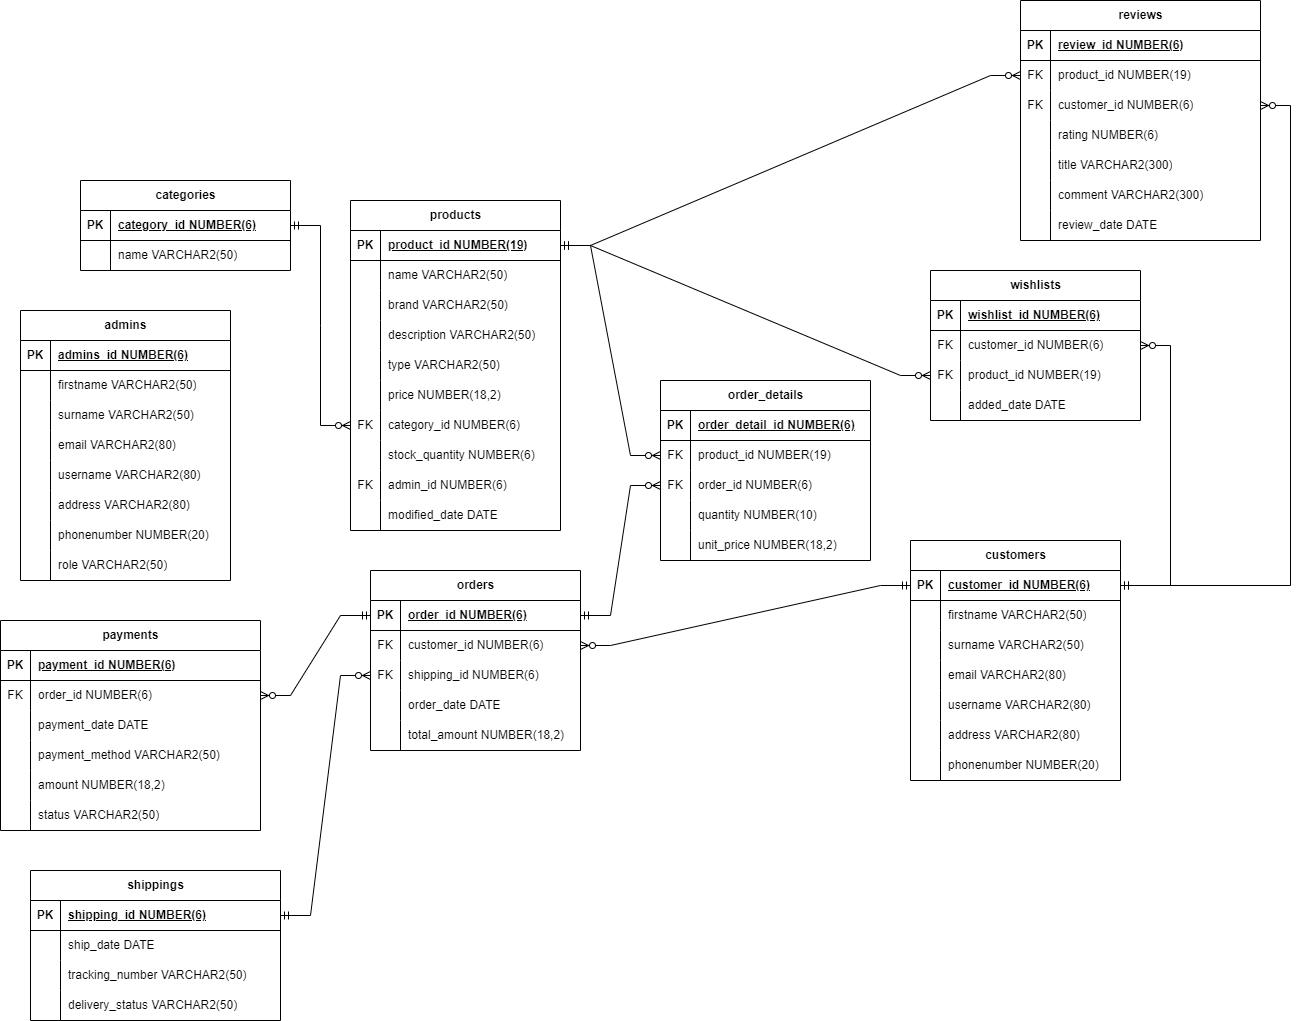 reviews
PK review_id NUMBER(6)
FK product_id NUMBER(19)
FK customer_id NUMBER(6)
rating NUMBER(6)
title VARCHAR2(300)
comment VARCHAR2(300)
review_date DATE
categories
PK category_id NUMBER(6)
name VARCHAR2(50)
products
PK product_id NUMBER(19)
name VARCHAR2(50)
brand VARCHAR2(50)
description VARCHAR2(50)
type VARCHAR2(50)
price NUMBER(18,2)
FK category_id NUMBER(6)
stock_quantity NUMBER(6)
FK admin_id NUMBER(6)
modified_date DATE
wishlists
PK wishlist_id NUMBER(6)
FK customer_id NUMBER(6)
FK product_id NUMBER(19)
added_date DATE
admins
PK admins_id NUMBER(6)
firstname VARCHAR2(50)
surname VARCHAR2(50)
email VARCHAR2(80)
username VARCHAR2(80)
address VARCHAR2(80)
phonenumber NUMBER(20)
role VARCHAR2(50)
order_details
PK order_detail_id NUMBER(6)
FK product_id NUMBER(19)
FK order_id NUMBER(6)
quantity NUMBER(10)
unit_price NUMBER(18,2)
customers
PK customer_id NUMBER(6)
firstname VARCHAR2(50)
surname VARCHAR2(50)
email VARCHAR2(80)
username VARCHAR2(80)
address VARCHAR2(80)
phonenumber NUMBER(20)
orders
PK order_id NUMBER(6)
FK customer_id NUMBER(6)
FK shipping_id NUMBER(6)
order_date DATE
total_amount NUMBER(18,2)
payments
PK payment_id NUMBER(6)
FK order_id NUMBER(6)
payment_date DATE
payment_method VARCHAR2(50)
amount NUMBER(18,2)
status VARCHAR2(50)
shippings
PK shipping_id NUMBER(6)
ship_date DATE
tracking_number VARCHAR2(50)
delivery_status VARCHAR2(50)